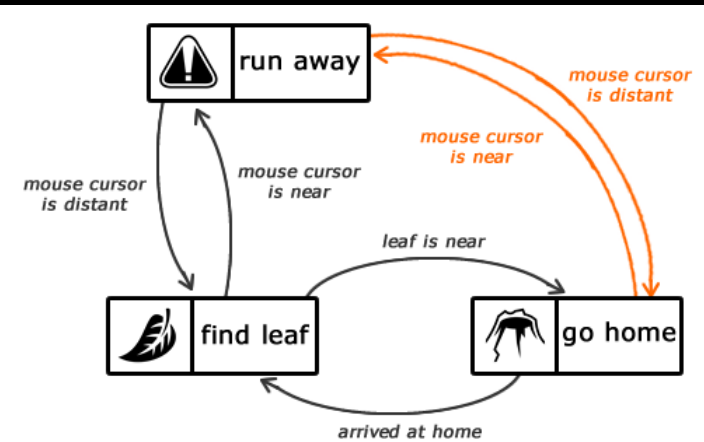 run away
mouse cursor
is distant
mouse cursor
is near
mouse cursor
is distant
mouse cursor
is near
leaf is near
find leaf
go home
arrived at home